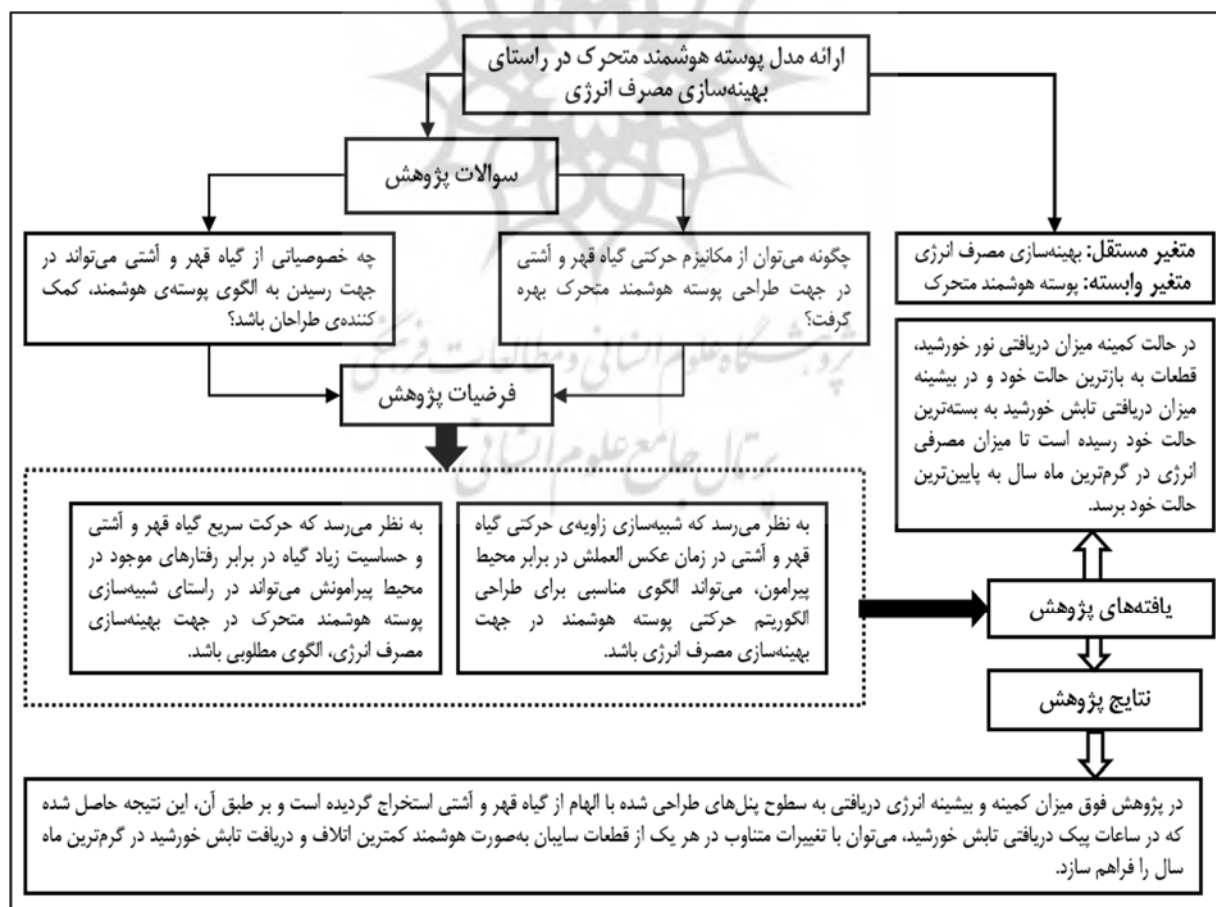 ارائه مدل پوسته هوشمند متحرک در راستای
بهینه‌سازی مصرف انرژی
سوالات پژوهش
چگونه می‌توان از مکانیزم حرکتی گیاه قهر و آشتی
در جهت طراحی پوسته هوشمند متحرک بهره
گرفت؟
چه خصوصیاتی از گیاه قهر و آشتی می‌تواند در
جهت رسیدن به الگوی پوسته‌ی هوشمند، کمک
کننده‌ی طراحان باشد؟
متغیر مستقل: بهینه‌سازی مصرف انرژی
متغیر وابسته: پوسته هوشمند متحرک
فرضیات پژوهش
پژوهشگاه علوم انسانی و مطالعات فرهنگی
پرتال جامع علوم انسانی
به نظر می‌رسد که شبیه‌سازی زاویه‌ی حرکتی گیاه
قهر و آشتی در زمان عکس العملش در برابر محیط
پیرامون، می‌تواند الگوی مناسبی برای طراحی
الگوریتم حرکتی پوسته هوشمند در جهت
بهینه‌سازی مصرف انرژی باشد.
به نظر می‌رسد که حرکت سریع گیاه قهر و آشتی
و حساسیت زیاد گیاه در برابر رفتارهای موجود در
محیط پیرامونش می‌تواند در راستای شبیه‌سازی
پوسته هوشمند متحرک در جهت بهینه‌سازی
مصرف انرژی، الگوی مطلوبی باشد.
در حالت کمینه میزان دریافتی نور خورشید،
قطعات به بازترین حالت خود و در بیشینه
میزان دریافتی تابش خورشید به بسته‌ترین
حالت خود رسیده است تا میزان مصرفی
انرژی در گرم‌ترین ماه سال به پایین‌ترین
حالت خود برسد.
یافته‌های پژوهش
نتایج پژوهش
در پژوهش فوق میزان کمینه و بیشینه انرژی دریافتی به سطوح پنل‌های طراحی شده با الهام از گیاه قهر و آشتی استخراج گردیده است و بر طبق آن، این نتیجه حاصل شده
که در ساعات پیک دریافتی تابش خورشید، می‌توان با تغییرات متناوب در هر یک از قطعات سایبان به‌صورت هوشمند کمترین اتلاف و دریافت تابش خورشید در گرم‌ترین ماه
سال را فراهم سازد.